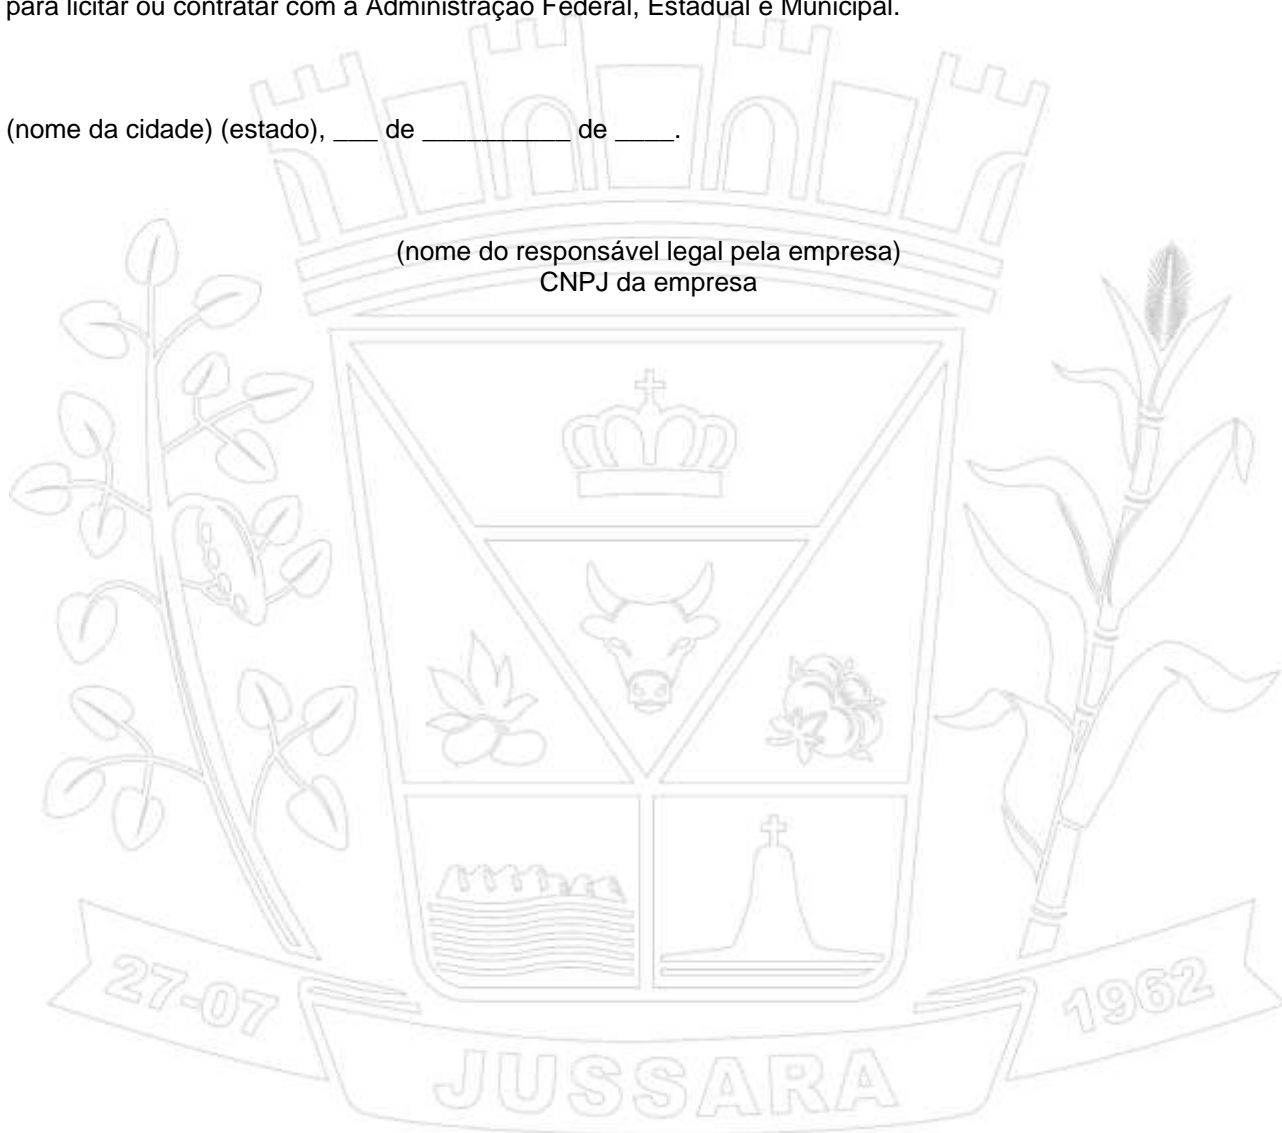 para licitar ou contratar com a Administração Federal, Estadual e Municipal.
(nome da cidade) (estado), ___ de __________ de ____.
(nome do responsável legal pela empresa)
CNPJ da empresa
27-07
1962
JUSSARA